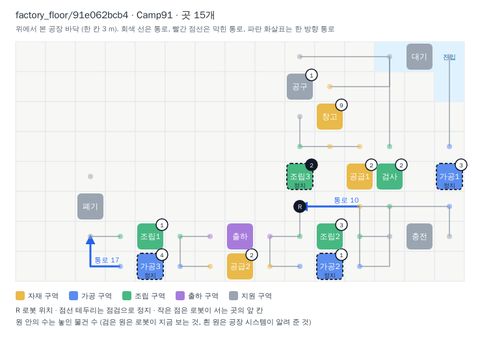 factory_floor/91e062bcb4 · Camp91 · 곳 15개
위에서 본 공장 바닥 (한 칸 3 m). 회색 선은 통로, 빨간 점선은 막힌 통로, 파란 화살표는 한 방향 통로
대기
진입
1
공구
9
창고
2
조립3
정지
2
공급1
2
검사
3
가공1
정지
폐기
통로 10
R
1
조립1
출하
3
조립2
충전
통로 17
4
가공3
정지
2
공급2
1
가공2
정지
자재 구역
가공 구역
조립 구역
출하 구역
지원 구역
R 로봇 위치 · 점선 테두리는 점검으로 정지 · 작은 점은 로봇이 서는 곳의 앞 칸
원 안의 수는 놓인 물건 수 (검은 원은 로봇이 지금 보는 것, 흰 원은 공장 시스템이 알려 준 것)